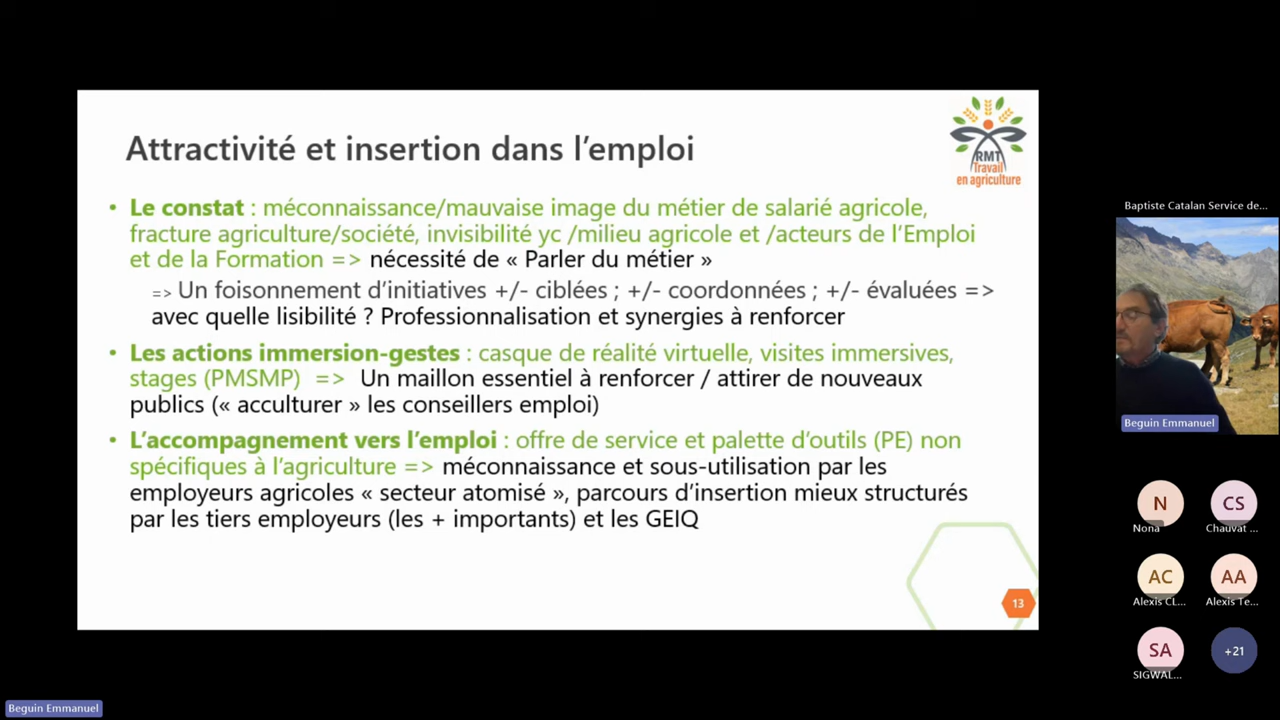 Attractivité et insertion dans l'emploi
RMT
Travail
en agriculture
• Le constat : méconnaissance/mauvaise image du métier de salarié agricole,
fracture agriculture/société, invisibilité yc /milieu agricole et /acteurs de l'Emploi
et de la Formation => nécessité de « Parler du métier »
=> Un foisonnement d'initiatives +/- ciblées ; +/- coordonnées ; +/- évaluées =>
avec quelle lisibilité ? Professionnalisation et synergies à renforcer
• Les actions immersion-gestes : casque de réalité virtuelle, visites immersives,
stages (PMSMP) => Un maillon essentiel à renforcer / attirer de nouveaux
publics (« acculturer » les conseillers emploi)
• L'accompagnement vers l'emploi : offre de service et palette d'outils (PE) non
spécifiques à l'agriculture => méconnaissance et sous-utilisation par les
employeurs agricoles « secteur atomisé », parcours d'insertion mieux structurés
par les tiers employeurs (les + importants) et les GEIQ
13
Baptiste Catalan Service de...
Beguin Emmanuel
N
CS
Nona
Chauvat ...
AC
AA
Alexis CL...
Alexis Te...
SA
+21
SIGWAL...
Beguin Emmanuel